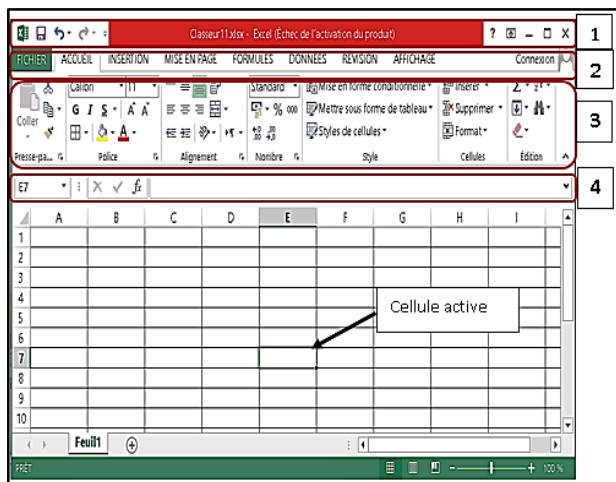 Classeur11.xlsx - Excel (Échec de l'activation du produit) ? X 1
FICHIER ACCUEIL INSERTION MISE EN PAGE FORMULES DONNÉES RÉVISION AFFICHAGE Connexion 2
Calibri 11 Standard Mise en forme conditionnelle Insérer Σ
Coller G I S A A % 000 Mettre sous forme de tableau Supprimer 3
A Styles de cellules Format
Presse-pa... Police Alignement Nombre Style Cellules Édition
E7 fx 4
A B C D E F G H I
1
2
3
4
Cellule active
5
6
7
8
9
10
Feuil1
PRÊT 100 %